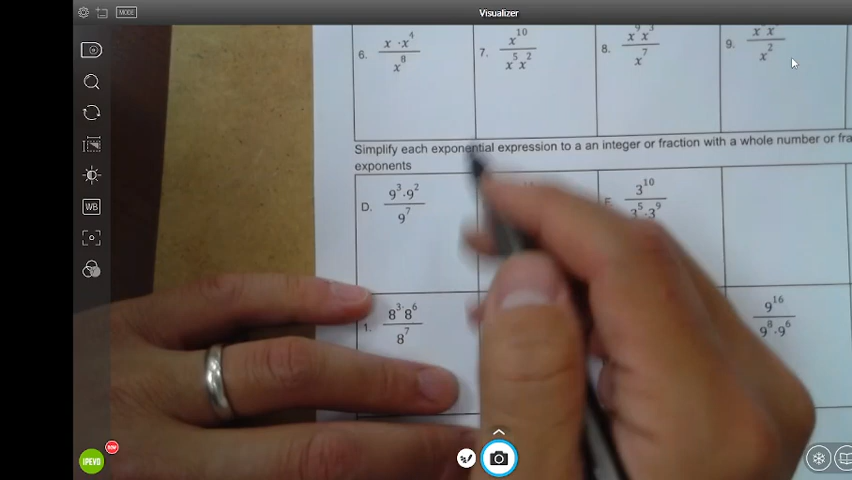 Visualizer
MODE
6. x · x^4 / x^8
7. x^10 / x^5 x^2
8. x^9 x^3 / x^7
9. / x^2
Simplify each exponential expression to a an integer or fraction with a whole number or fra
exponents
D. 9^3 · 9^2 / 9^7
3^10 / 3^5 · 3^9
1. 8^3 · 8^6 / 8^7
9^16 / 9^8 · 9^6
WB
IPEVO